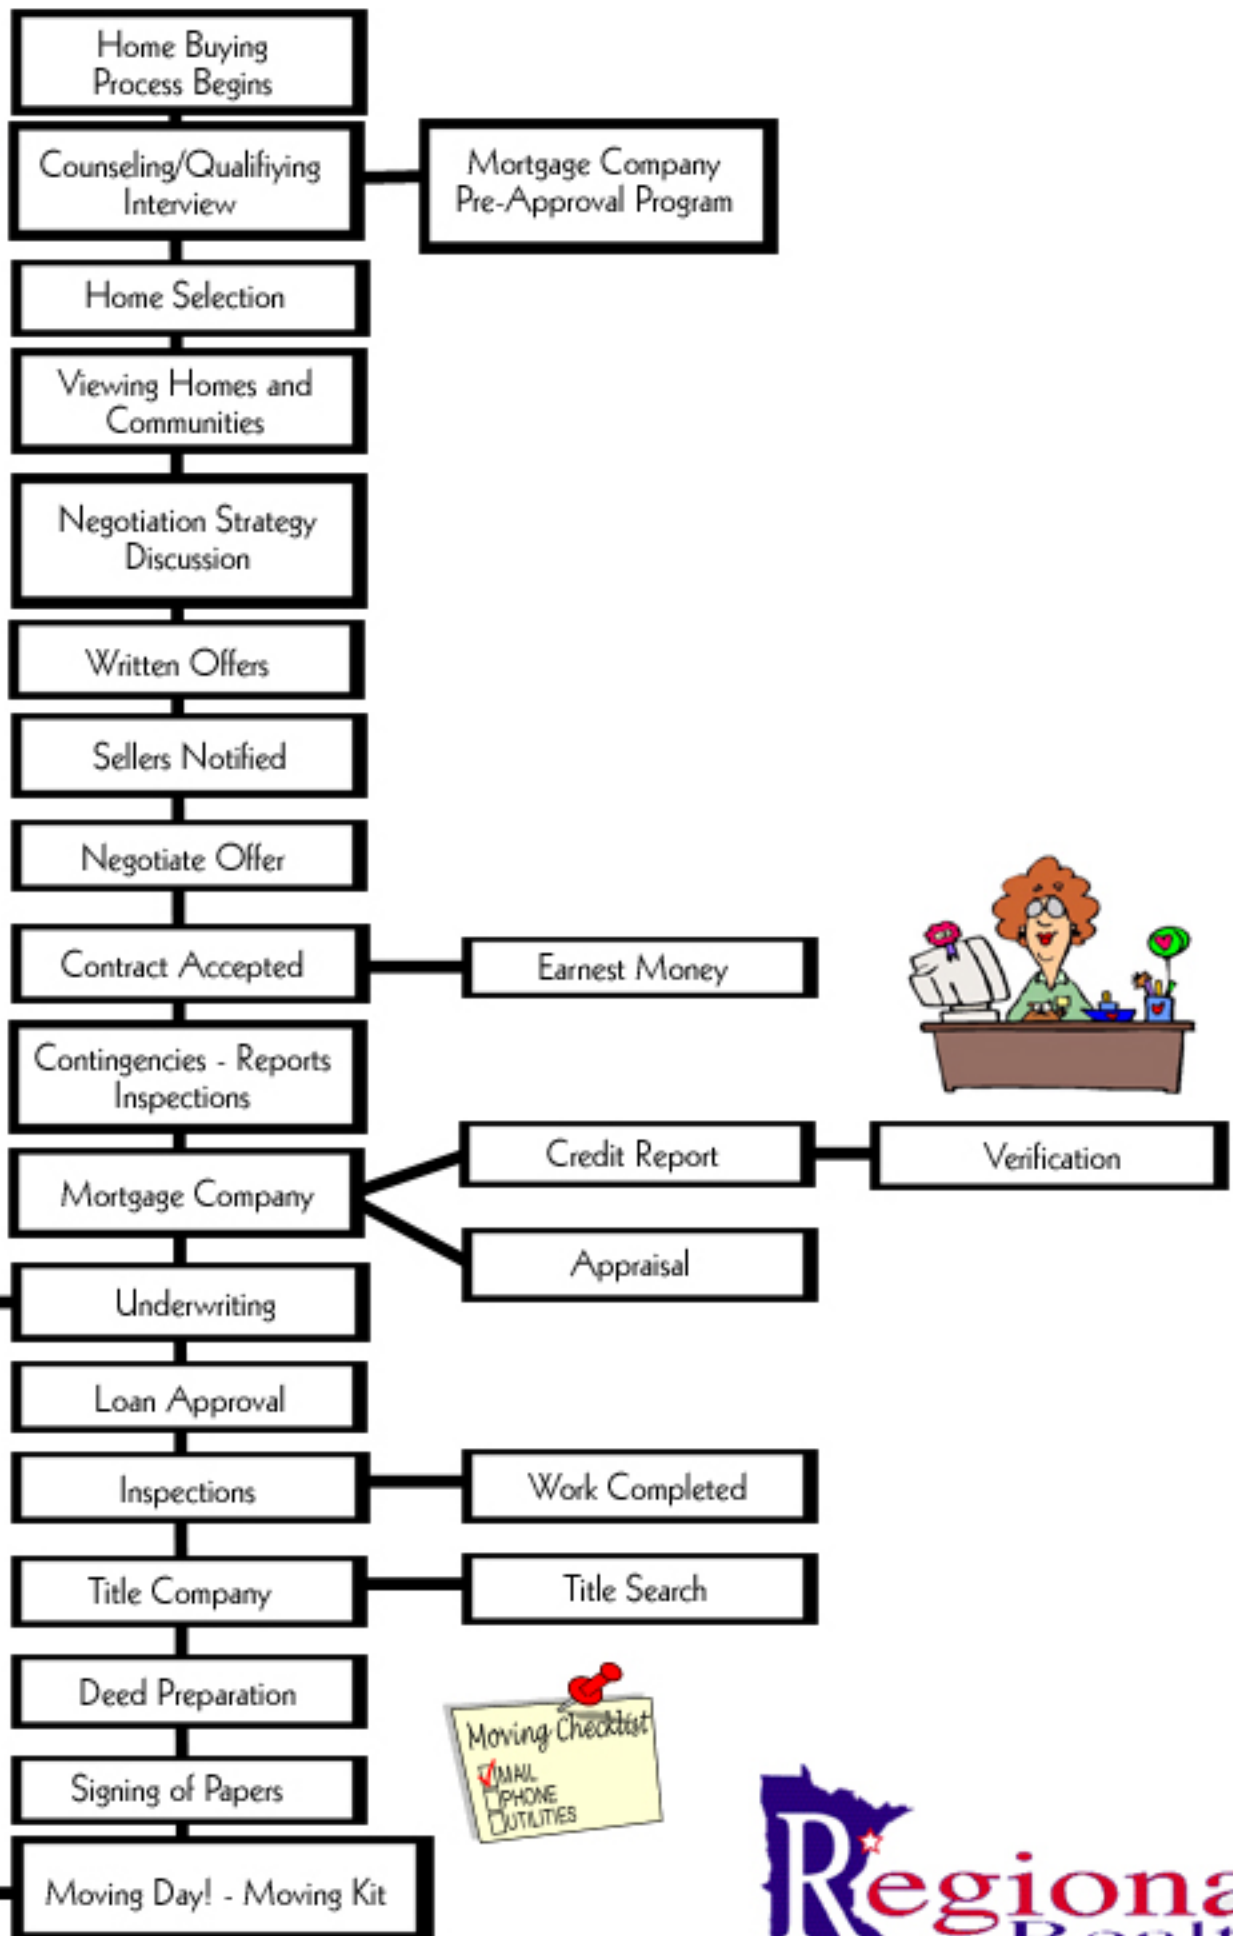 Home Buying
Process Begins
Counseling/Qualifiying
Interview
Mortgage Company
Pre-Approval Program
Home Selection
Viewing Homes and
Communities
Negotiation Strategy
Discussion
Written Offers
Sellers Notified
Negotiate Offer
Contract Accepted
Earnest Money
Contingencies - Reports
Inspections
Mortgage Company
Credit Report
Verification
Appraisal
Underwriting
Loan Approval
Inspections
Work Completed
Title Company
Title Search
Deed Preparation
Signing of Papers
Moving Checklist
MAIL
PHONE
UTILITIES
Moving Day! - Moving Kit
Regiona